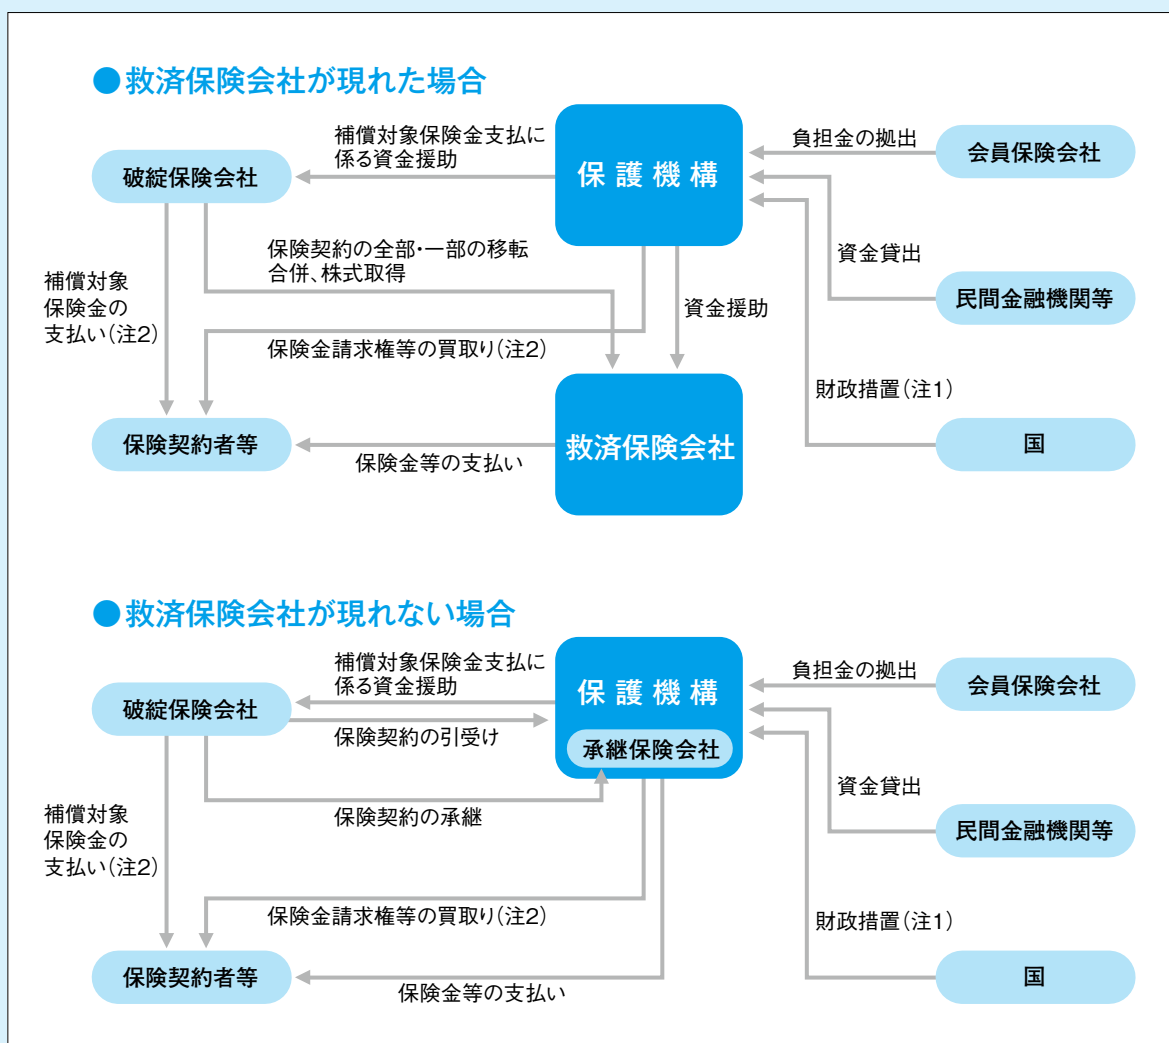 ●救済保険会社が現れた場合
補償対象保険金支払に
係る資金援助
保護機構
負担金の拠出
会員保険会社
破綻保険会社
保険契約の全部・一部の移転
合併、株式取得
資金貸出
民間金融機関等
補償対象
保険金の
支払い(注2)
資金援助
保険金請求権等の買取り(注2)
財政措置(注1)
保険契約者等
救済保険会社
国
保険金等の支払い
●救済保険会社が現れない場合
補償対象保険金支払に
係る資金援助
保護機構
負担金の拠出
会員保険会社
破綻保険会社
保険契約の引受け
承継保険会社
資金貸出
民間金融機関等
補償対象
保険金の
支払い(注2)
保険契約の承継
保険金請求権等の買取り(注2)
財政措置(注1)
保険契約者等
国
保険金等の支払い